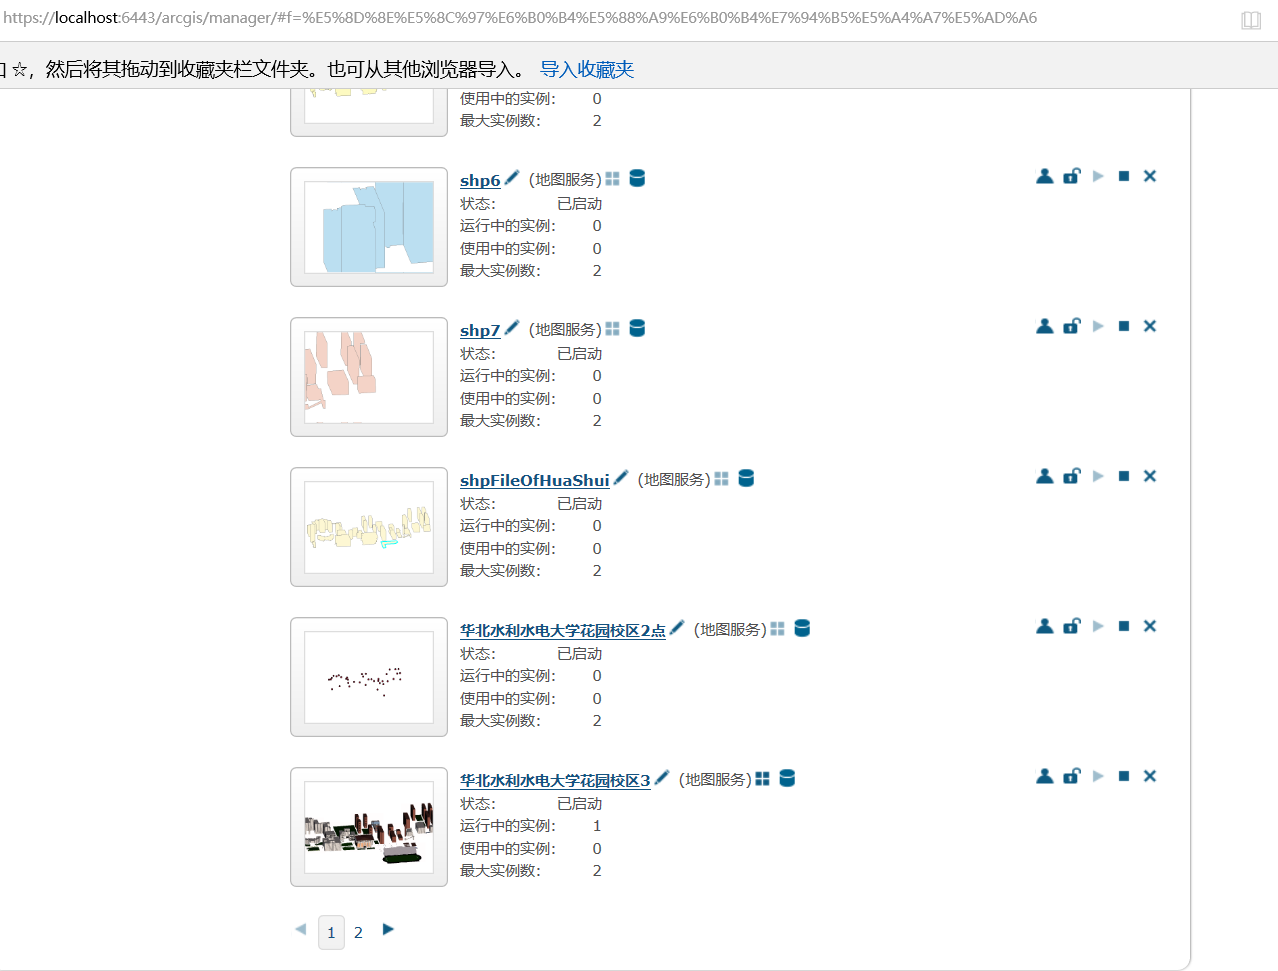 https://localhost:6443/arcgis/manager/#f=%E5%8D%8E%E5%8C%97%E6%B0%B4%E5%88%A9%E6%B0%B4%E7%94%B5%E5%A4%A7%E5%AD%A6
☆，然后将其拖动到收藏夹栏文件夹。也可从其他浏览器导入。 导入收藏夹
使用中的实例： 0
最大实例数： 2
shp6 (地图服务)
状态： 已启动
运行中的实例： 0
使用中的实例： 0
最大实例数： 2
shp7 (地图服务)
状态： 已启动
运行中的实例： 0
使用中的实例： 0
最大实例数： 2
shpFileOfHuaShui (地图服务)
状态： 已启动
运行中的实例： 0
使用中的实例： 0
最大实例数： 2
华北水利水电大学花园校区2点 (地图服务)
状态： 已启动
运行中的实例： 0
使用中的实例： 0
最大实例数： 2
华北水利水电大学花园校区3 (地图服务)
状态： 已启动
运行中的实例： 1
使用中的实例： 0
最大实例数： 2
1 2